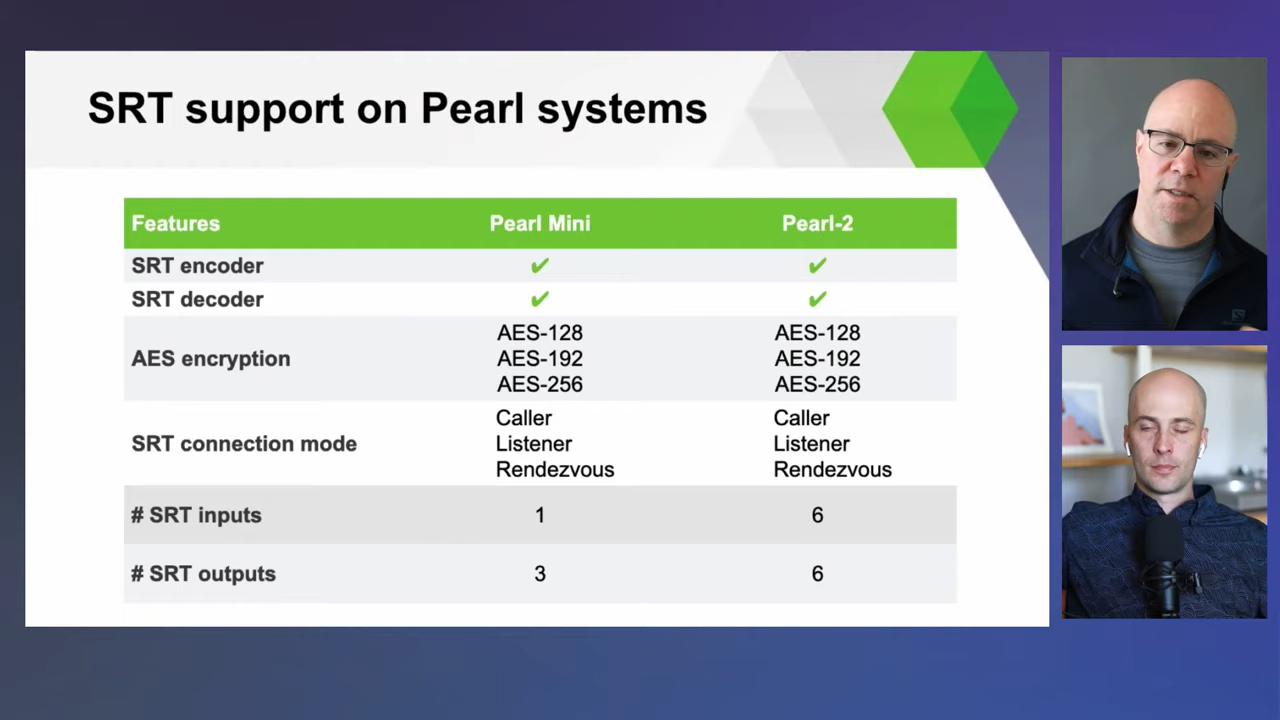 SRT support on Pearl systems
Features Pearl Mini Pearl-2
SRT encoder ✔ ✔
SRT decoder ✔ ✔
AES encryption
AES-128 AES-128
AES-192 AES-192
AES-256 AES-256
SRT connection mode
Caller Caller
Listener Listener
Rendezvous Rendezvous
# SRT inputs 1 6
# SRT outputs 3 6